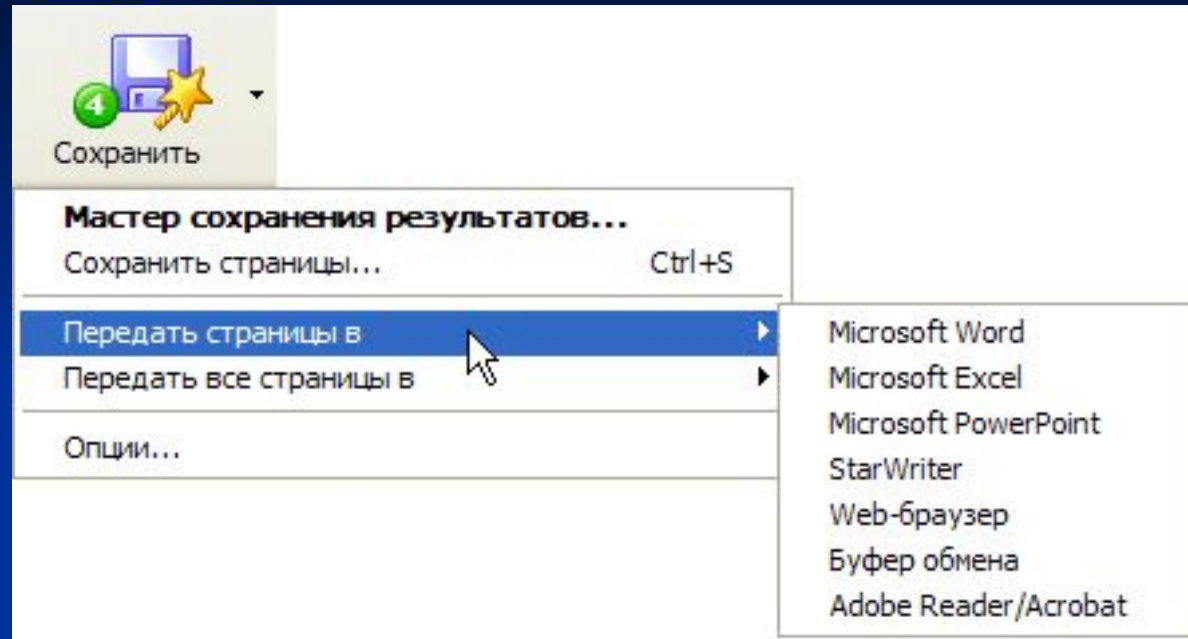 4
Сохранить
Мастер сохранения результатов...
Сохранить страницы... Ctrl+S
Передать страницы в
Передать все страницы в
Опции...
Microsoft Word
Microsoft Excel
Microsoft PowerPoint
StarWriter
Web-браузер
Буфер обмена
Adobe Reader/Acrobat